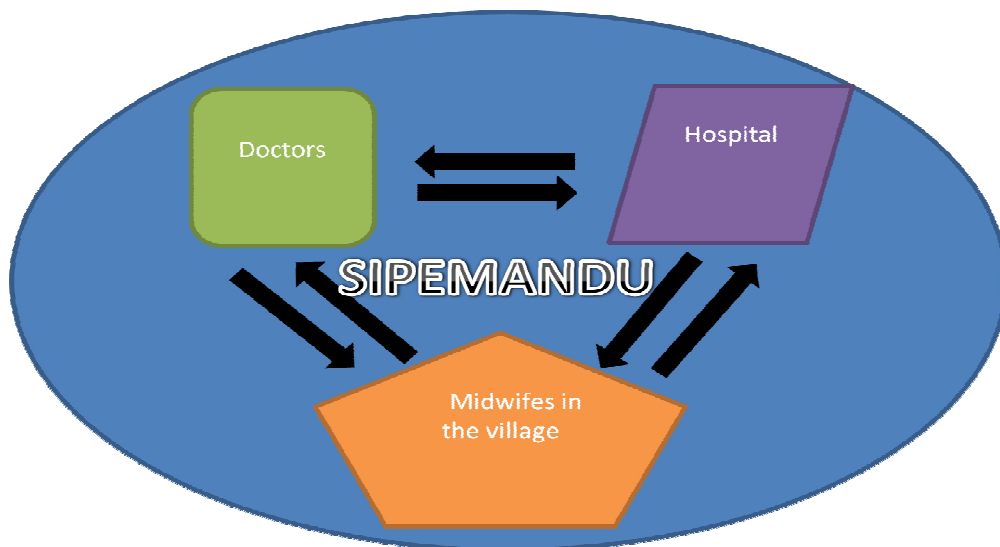 Doctors
Hospital
SIPEMANDU
Midwifes in
the village